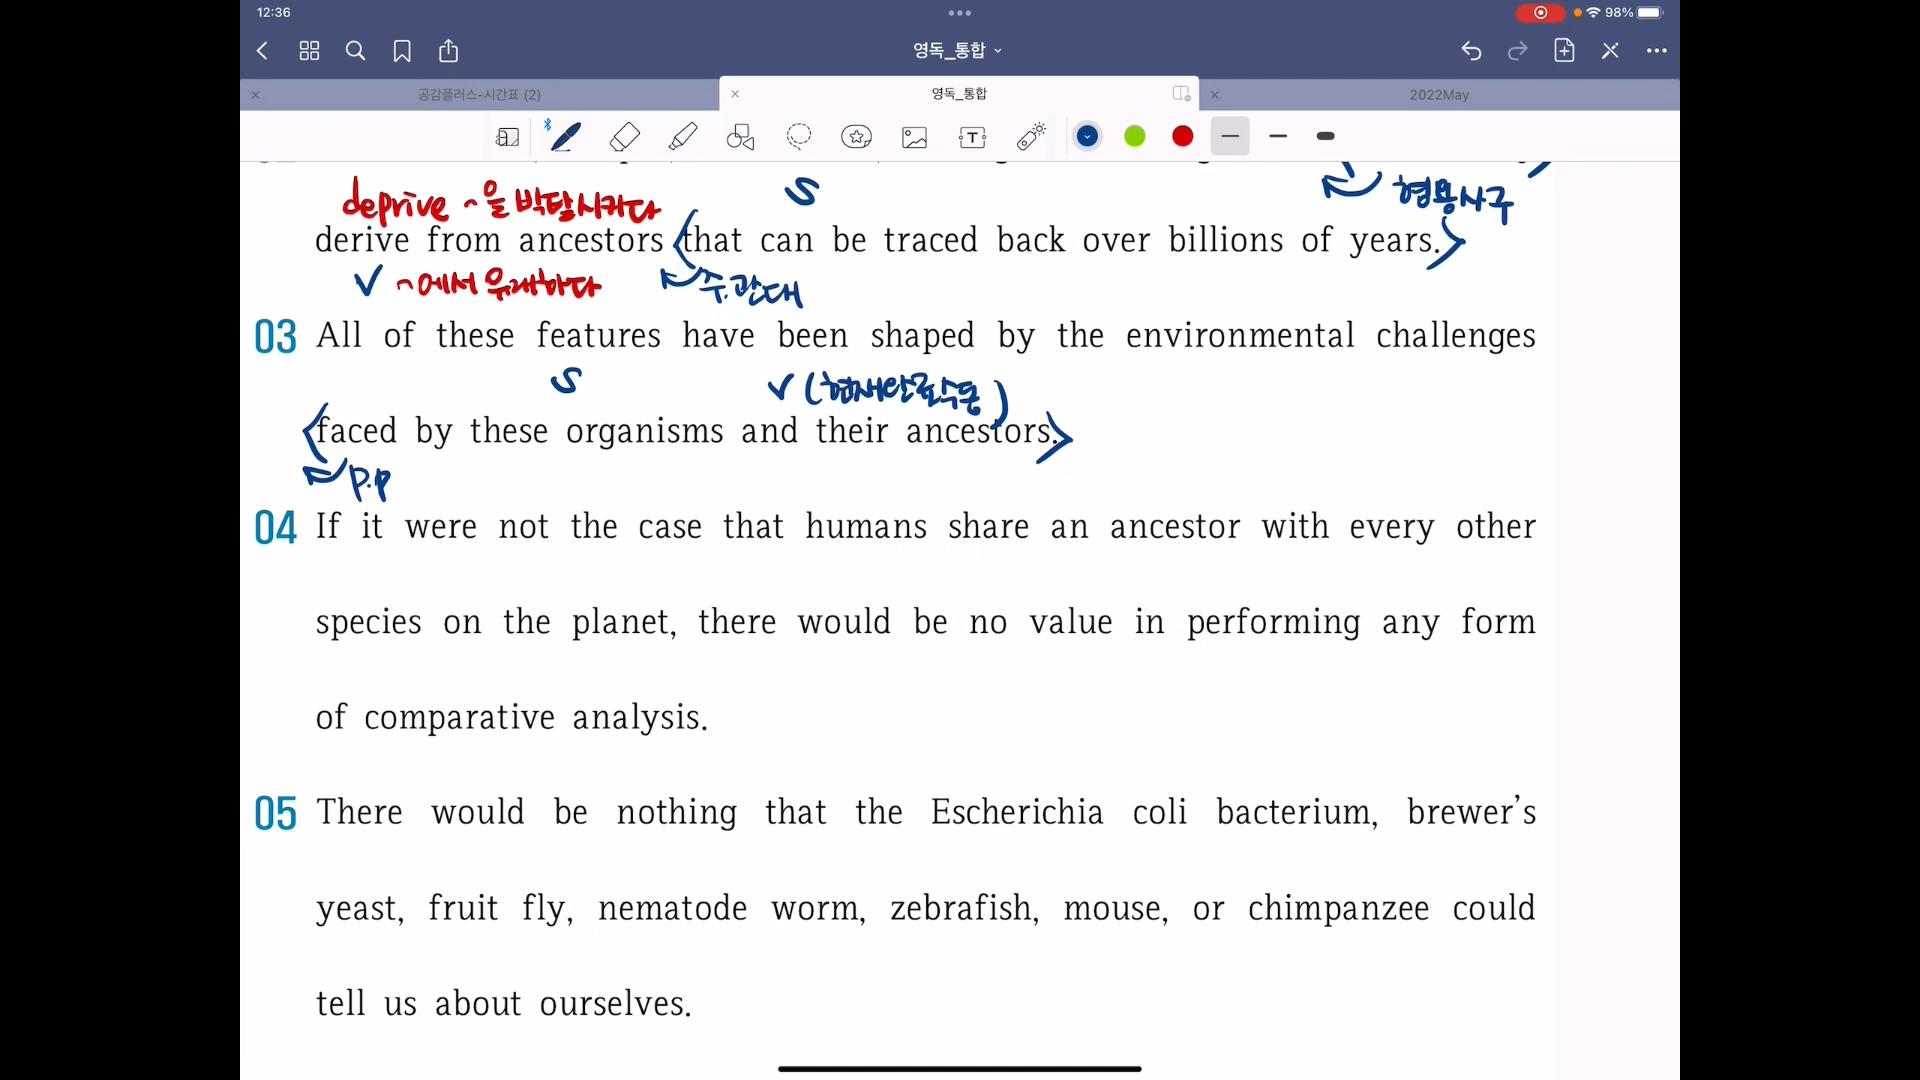 12:36
98%
영독_통합
공감플러스-시간표 (2)
영독_통합
2022May
S
형용사구
deprive ~을 박탈시키다
derive from ancestors that can be traced back over billions of years.
V ~에서 유래하다
주.관대
03 All of these features have been shaped by the environmental challenges
S
V (현재완료수동)
faced by these organisms and their ancestors.
P.P
04 If it were not the case that humans share an ancestor with every other
species on the planet, there would be no value in performing any form
of comparative analysis.
05 There would be nothing that the Escherichia coli bacterium, brewer's
yeast, fruit fly, nematode worm, zebrafish, mouse, or chimpanzee could
tell us about ourselves.